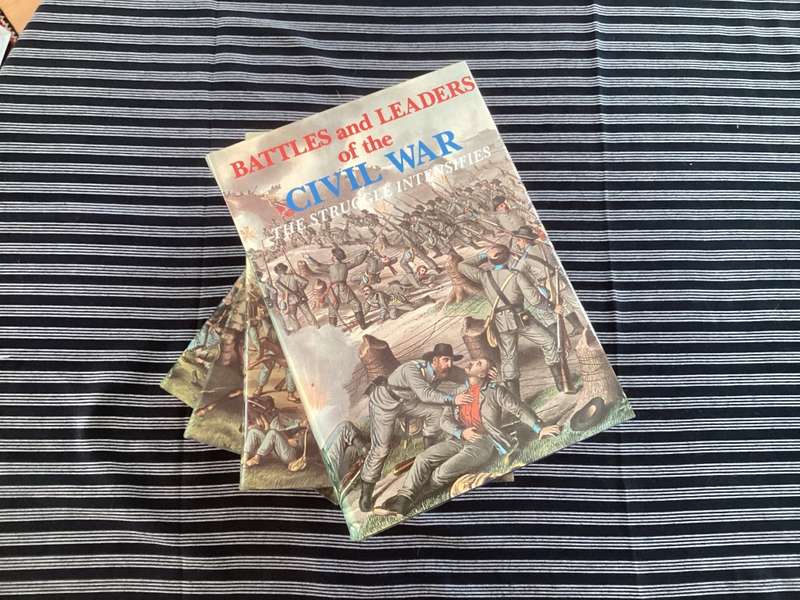 BATTLES and LEADERS
of the
CIVIL WAR
THE STRUGGLE INTENSIFIES